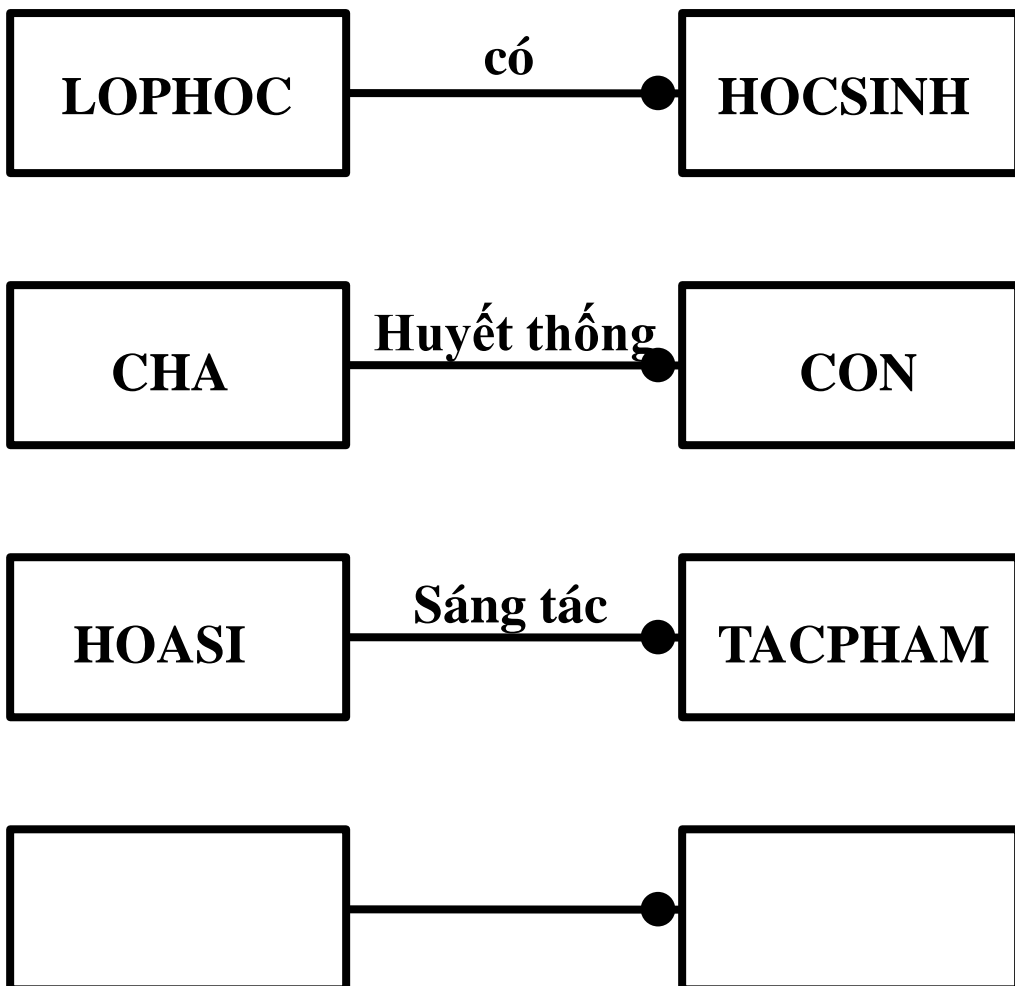 có
LOPHOC HOCSINH
Huyết thống
CHA CON
Sáng tác
HOASI TACPHAM